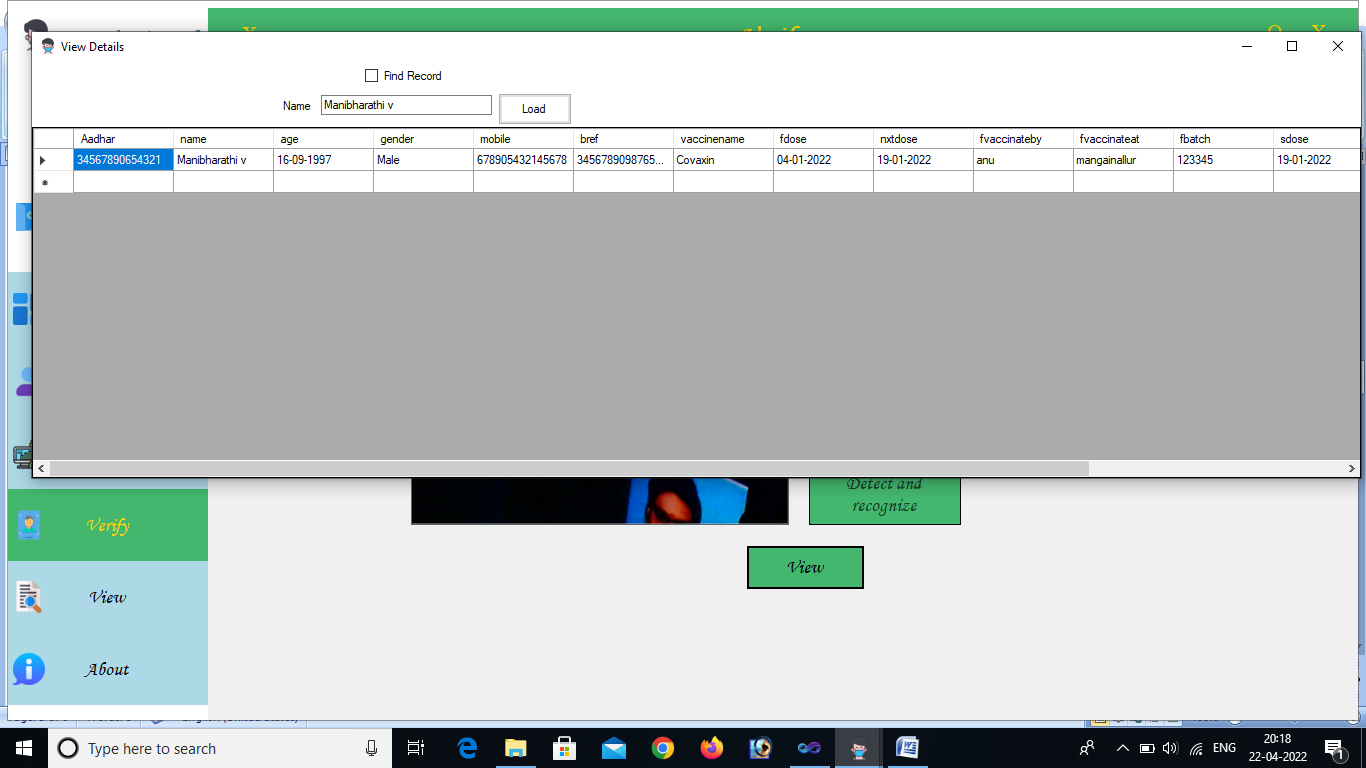 View Details
Find Record
Name Manibharathi v Load
Aadhar name age gender mobile bref vaccinename fdose nxtdose fvaccinateby fvaccinateat fbatch sdose
34567890654321 Manibharathi v 16-09-1997 Male 678905432145678 3456789098765... Covaxin 04-01-2022 19-01-2022 anu mangainallur 123345 19-01-2022
Detect and
recognize
Verify
View
View
About
Type here to search
ENG
20:18
22-04-2022
1